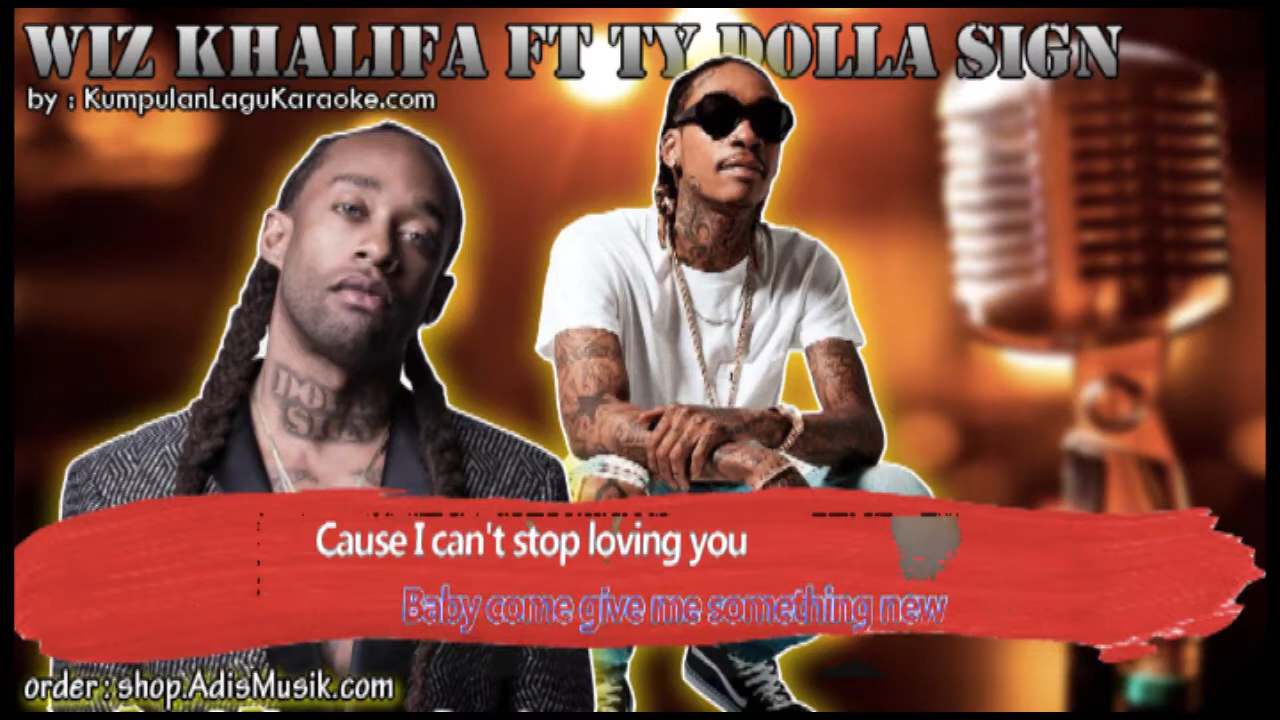 WIZ KHALIFA FT TY DOLLA SIGN
by : KumpulanLaguKaraoke.com
Cause I can't stop loving you
Baby come give me something new
order : shop.AdisMusik.com